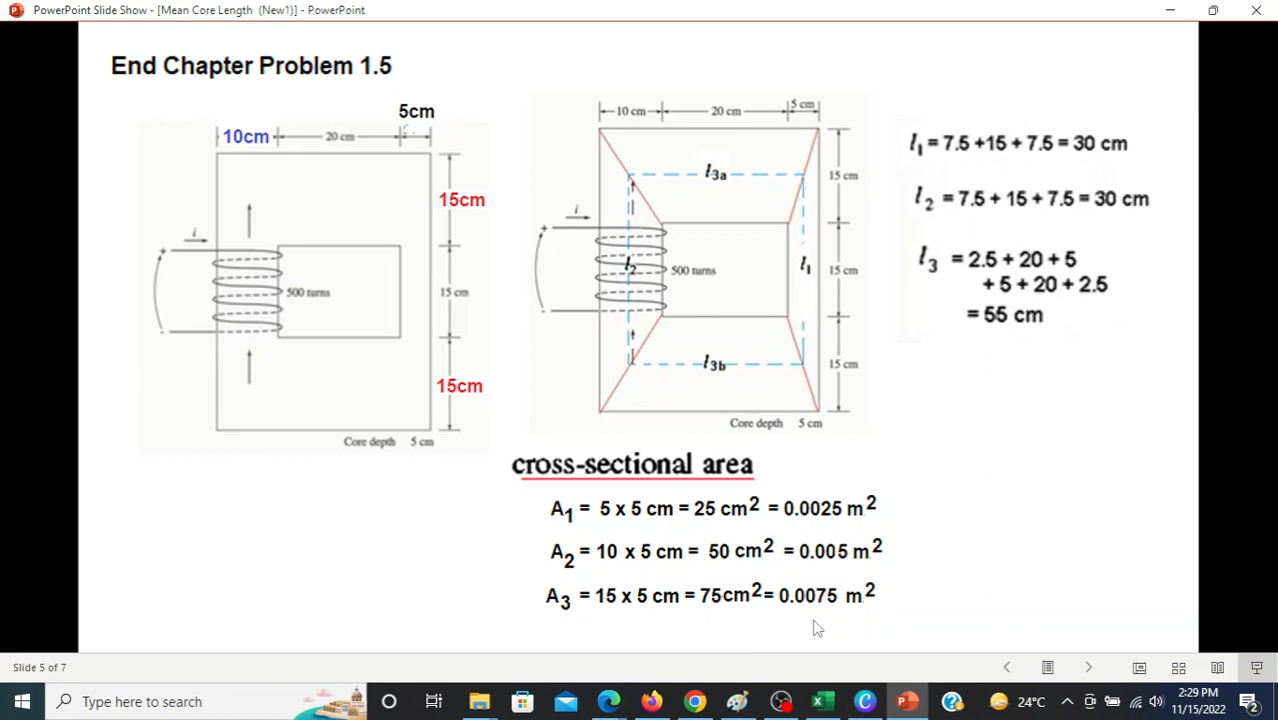 PowerPoint Slide Show - [Mean Core Length (New1)] - PowerPoint
End Chapter Problem 1.5
5cm
10cm
20 cm
15cm
i
+
500 turns
15 cm
-
15cm
Core depth 5 cm
10 cm
20 cm
5 cm
l3a
15 cm
i
+
l2
500 turns
l1
15 cm
-
l3b
15 cm
Core depth 5 cm
l1 = 7.5 +15 + 7.5 = 30 cm
l2 = 7.5 + 15 + 7.5 = 30 cm
l3 = 2.5 + 20 + 5
+ 5 + 20 + 2.5
= 55 cm
cross-sectional area
A1 = 5 x 5 cm = 25 cm2 = 0.0025 m2
A2 = 10 x 5 cm = 50 cm2 = 0.005 m2
A3 = 15 x 5 cm = 75cm2= 0.0075 m2
Slide 5 of 7
Type here to search
24°C
2:29 PM
11/15/2022
2